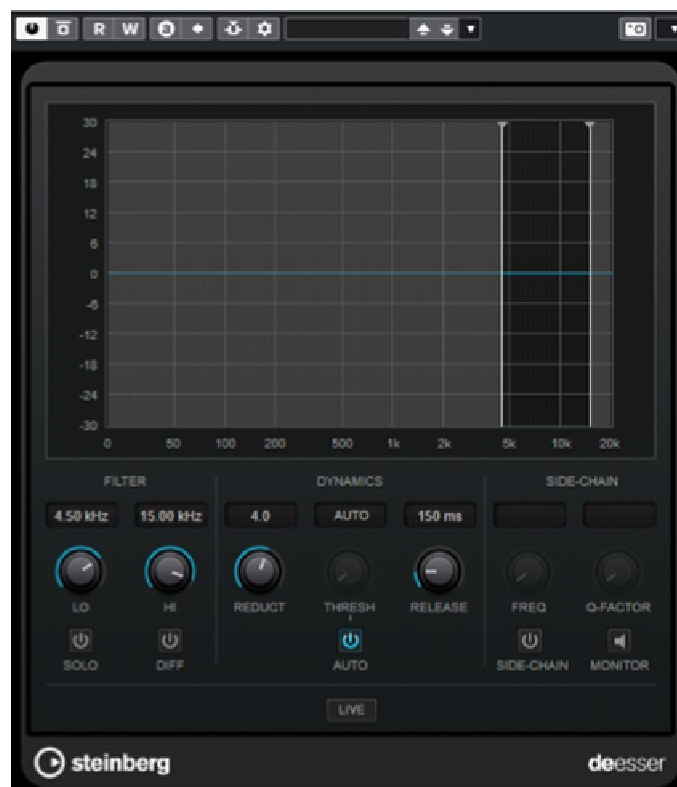 R W
30
24
18
12
6
0
-6
-12
-18
-24
-30
0 50 100 200 500 1k 2k 5k 10k 20k
FILTER DYNAMICS SIDE-CHAIN
4.50 kHz 15.00 kHz 4.0 AUTO 150 ms
LO HI REDUCT THRESH RELEASE FREQ Q-FACTOR
SOLO DIFF AUTO SIDE-CHAIN MONITOR
LIVE
steinberg deesser